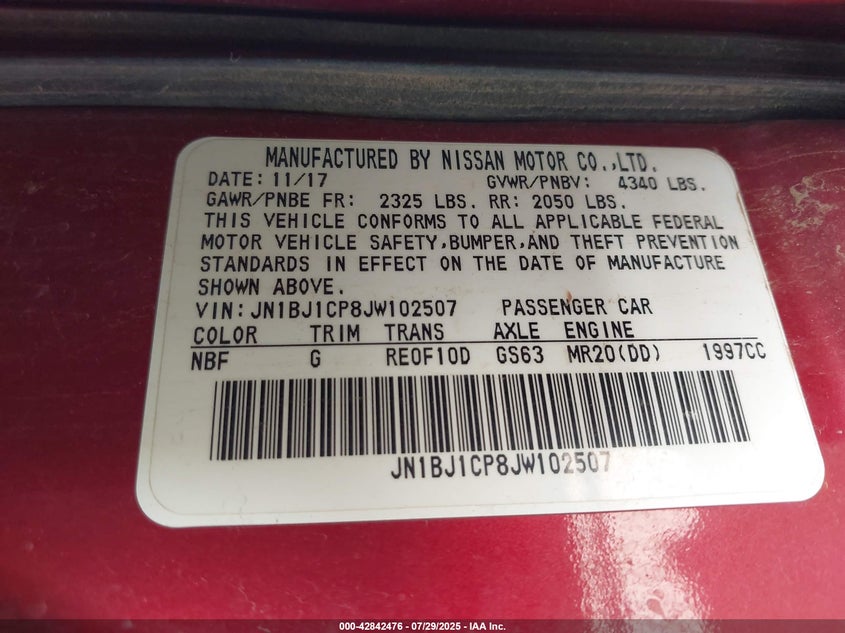 MANUFACTURED BY NISSAN MOTOR CO.,LTD.
DATE: 11/17 GVWR/PNBV: 4340 LBS.
GAWR/PNBE FR: 2325 LBS. RR: 2050 LBS.
THIS VEHICLE CONFORMS TO ALL APPLICABLE FEDERAL
MOTOR VEHICLE SAFETY,BUMPER,AND THEFT PREVENTION
STANDARDS IN EFFECT ON THE DATE OF MANUFACTURE
SHOWN ABOVE.
VIN: JN1BJ1CP8JW102507 PASSENGER CAR
COLOR TRIM TRANS AXLE ENGINE
NBF G RE0F10D GS63 MR20(DD) 1997CC
JN1BJ1CP8JW102507
000-42842476 - 07/29/2025 - IAA Inc.